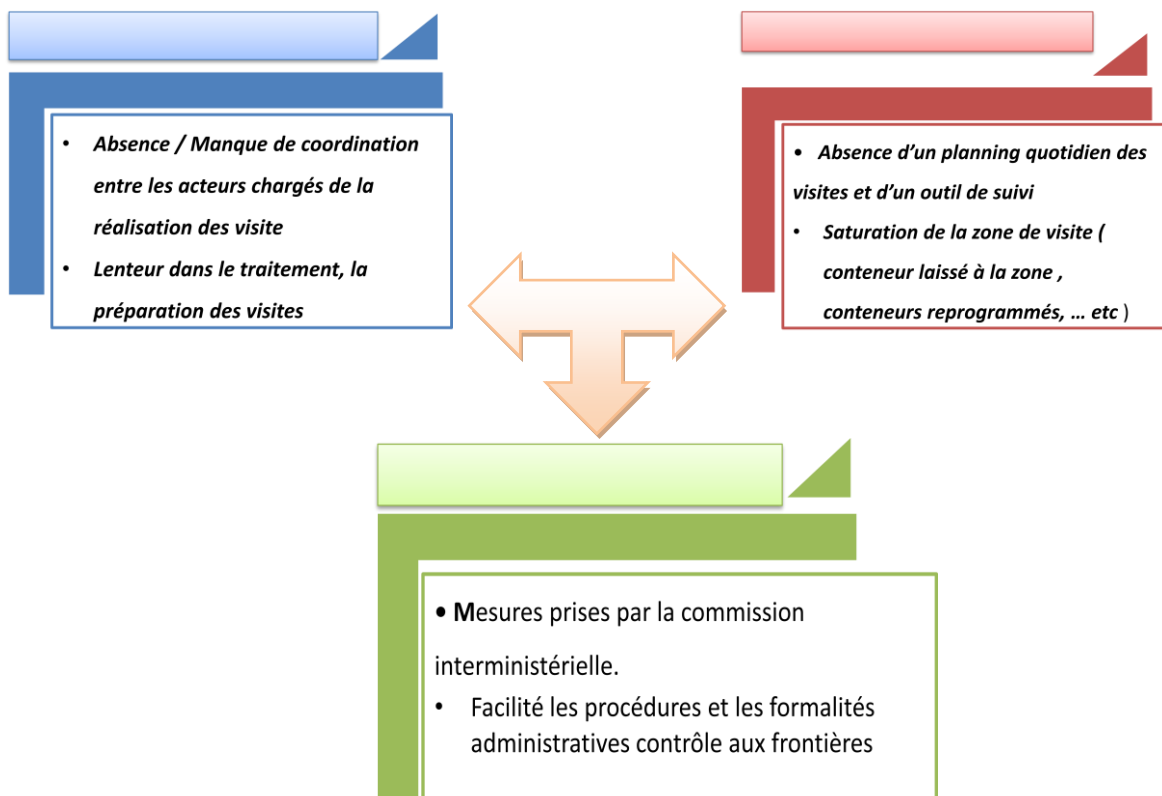 • Absence / Manque de coordination
entre les acteurs chargés de la
réalisation des visite
• Lenteur dans le traitement, la
préparation des visites
• Absence d’un planning quotidien des
visites et d’un outil de suivi
• Saturation de la zone de visite (
conteneur laissé à la zone ,
conteneurs reprogrammés, … etc )
• Mesures prises par la commission
interministérielle.
• Facilité les procédures et les formalités
administratives contrôle aux frontières